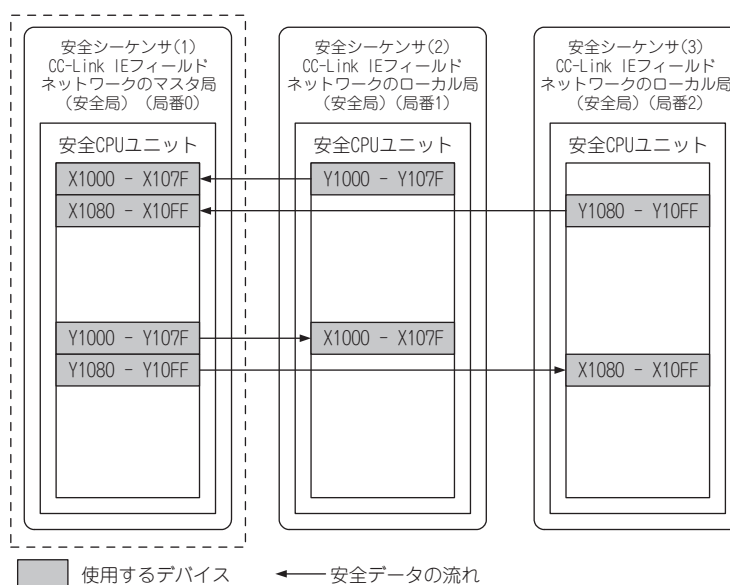 安全シーケンサ(1)
CC-Link IEフィールド
ネットワークのマスタ局
(安全局)(局番0)
安全CPUユニット
X1000 - X107F
X1080 - X10FF
Y1000 - Y107F
Y1080 - Y10FF
安全シーケンサ(2)
CC-Link IEフィールド
ネットワークのローカル局
(安全局)(局番1)
安全CPUユニット
Y1000 - Y107F
X1000 - X107F
安全シーケンサ(3)
CC-Link IEフィールド
ネットワークのローカル局
(安全局)(局番2)
安全CPUユニット
Y1080 - Y10FF
X1080 - X10FF
使用するデバイス
安全データの流れ